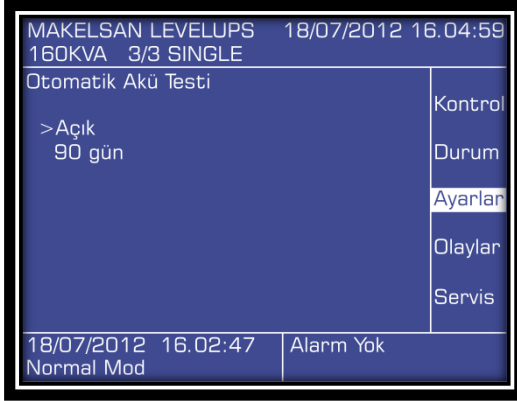 MAKELSAN LEVELUPS 18/07/2012 16.04:59
160KVA 3/3 SINGLE
Otomatik Akü Testi
>Açık
90 gün
Kontrol
Durum
Ayarlar
Olaylar
Servis
18/07/2012 16.02:47
Normal Mod
Alarm Yok